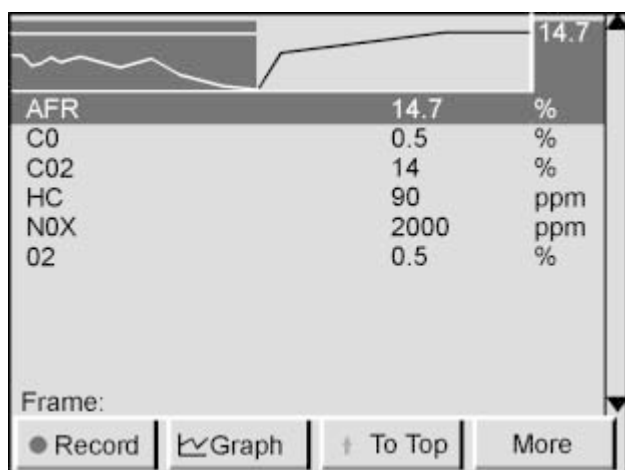 14.7
AFR 14.7 %
C0 0.5 %
C02 14 %
HC 90 ppm
N0X 2000 ppm
02 0.5 %
Frame:
Record Graph To Top More